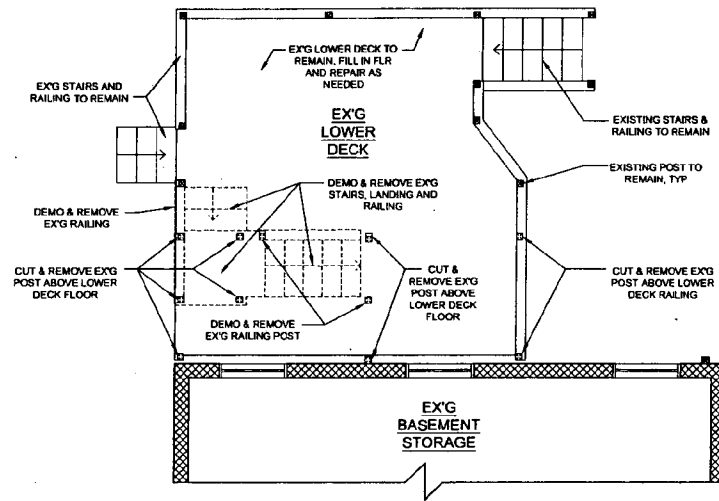 EX'G LOWER DECK TO
REMAIN, FILL IN FLR
AND REPAIR AS
NEEDED
EX'G STAIRS AND
RAILING TO REMAIN
EX'G
LOWER
DECK
EXISTING STAIRS &
RAILING TO REMAIN
EXISTING POST TO
REMAIN, TYP
DEMO & REMOVE EX'G
STAIRS, LANDING AND
RAILING
DEMO & REMOVE
EX'G RAILING
CUT & REMOVE EX'G
POST ABOVE LOWER
DECK FLOOR
CUT &
REMOVE EX'G
POST ABOVE
LOWER DECK
FLOOR
CUT & REMOVE EX'G
POST ABOVE LOWER
DECK RAILING
DEMO & REMOVE
EX'G RAILING POST
EX'G
BASEMENT
STORAGE